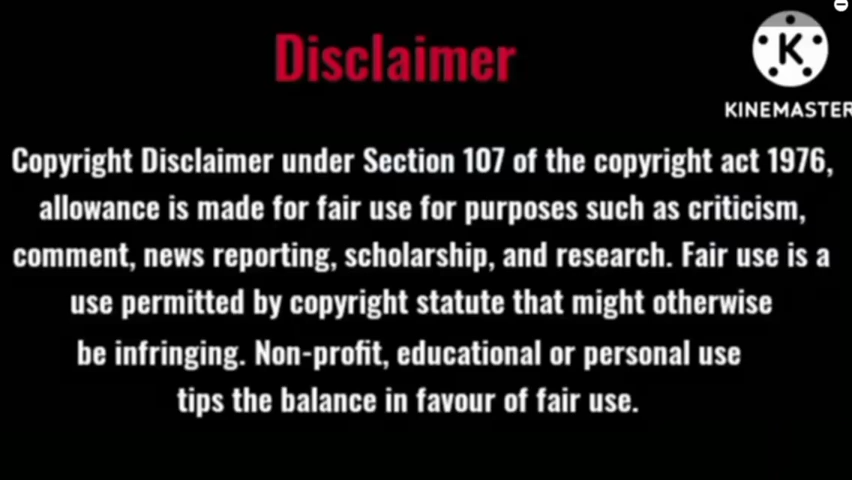 Disclaimer
K
KINEMASTER
Copyright Disclaimer under Section 107 of the copyright act 1976,
allowance is made for fair use for purposes such as criticism,
comment, news reporting, scholarship, and research. Fair use is a
use permitted by copyright statute that might otherwise
be infringing. Non-profit, educational or personal use
tips the balance in favour of fair use.